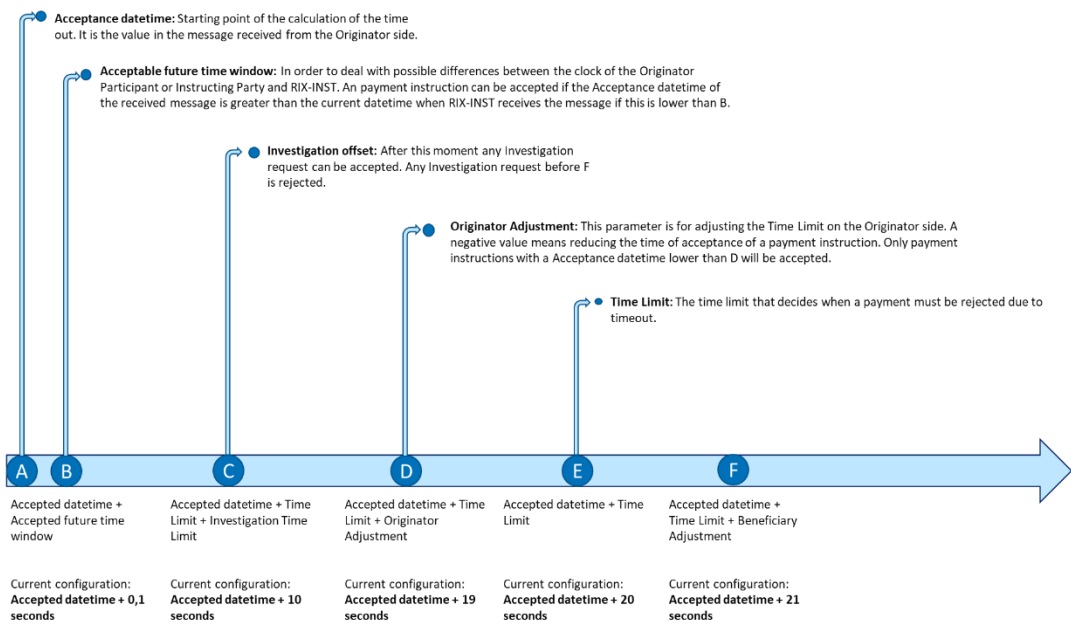 Acceptance datetime: Starting point of the calculation of the time
out. It is the value in the message received from the Originator side.
Acceptable future time window: In order to deal with possible differences between the clock of the Originator
Participant or Instructing Party and RIX-INST. An payment instruction can be accepted if the Acceptance datetime of
the received message is greater than the current datetime when RIX-INST receives the message if this is lower than B.
Investigation offset: After this moment any Investigation
request can be accepted. Any Investigation request before F
is rejected.
Originator Adjustment: This parameter is for adjusting the Time Limit on the Originator side. A
negative value means reducing the time of acceptance of a payment instruction. Only payment
instructions with a Acceptance datetime lower than D will be accepted.
Time Limit: The time limit that decides when a payment must be rejected due to
timeout.
A
B
C
D
E
F
Accepted datetime +
Accepted future time
window
Accepted datetime + Time
Limit + Investigation Time
Limit
Accepted datetime + Time
Limit + Originator
Adjustment
Accepted datetime + Time
Limit
Accepted datetime +
Time Limit + Beneficiary
Adjustment
Current configuration:
Accepted datetime + 0,1
seconds
Current configuration:
Accepted datetime + 10
seconds
Current configuration:
Accepted datetime + 19
seconds
Current configuration:
Accepted datetime + 20
seconds
Current configuration:
Accepted datetime + 21
seconds